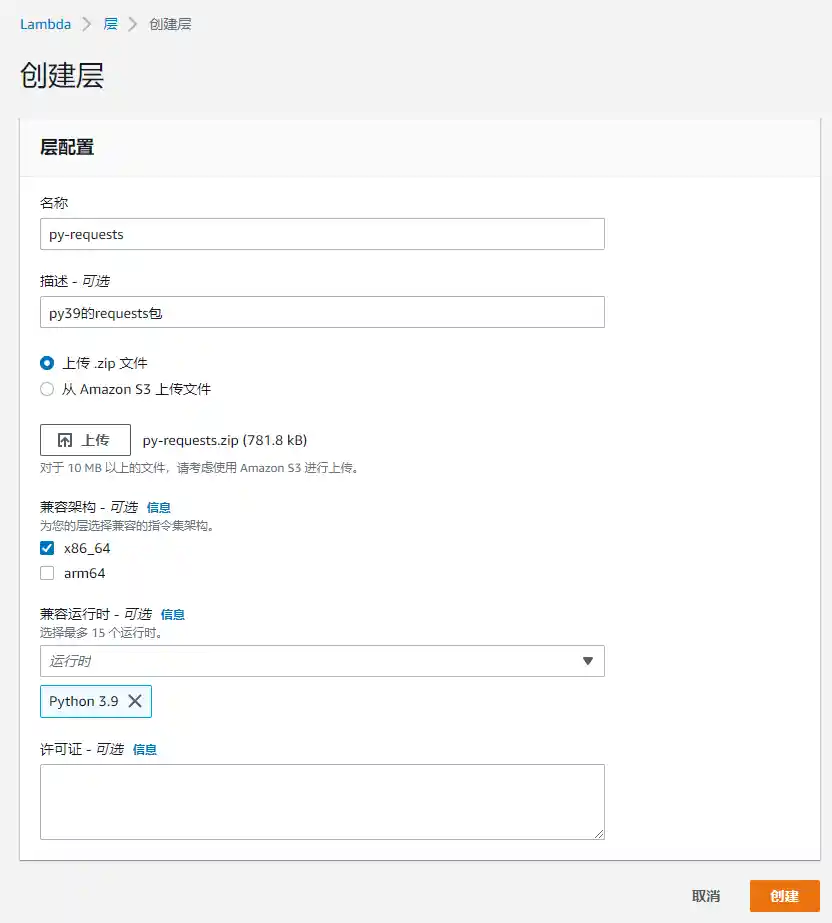 Lambda > 层 > 创建层
创建层
层配置
名称
py-requests
描述 - 可选
py39的requests包
上传 .zip 文件
从 Amazon S3 上传文件
上传 py-requests.zip (781.8 kB)
对于 10 MB 以上的文件，请考虑使用 Amazon S3 进行上传。
兼容架构 - 可选 信息
为您的层选择兼容的指令集架构。
x86_64
arm64
兼容运行时 - 可选 信息
选择最多 15 个运行时。
运行时
Python 3.9
许可证 - 可选 信息
取消 创建